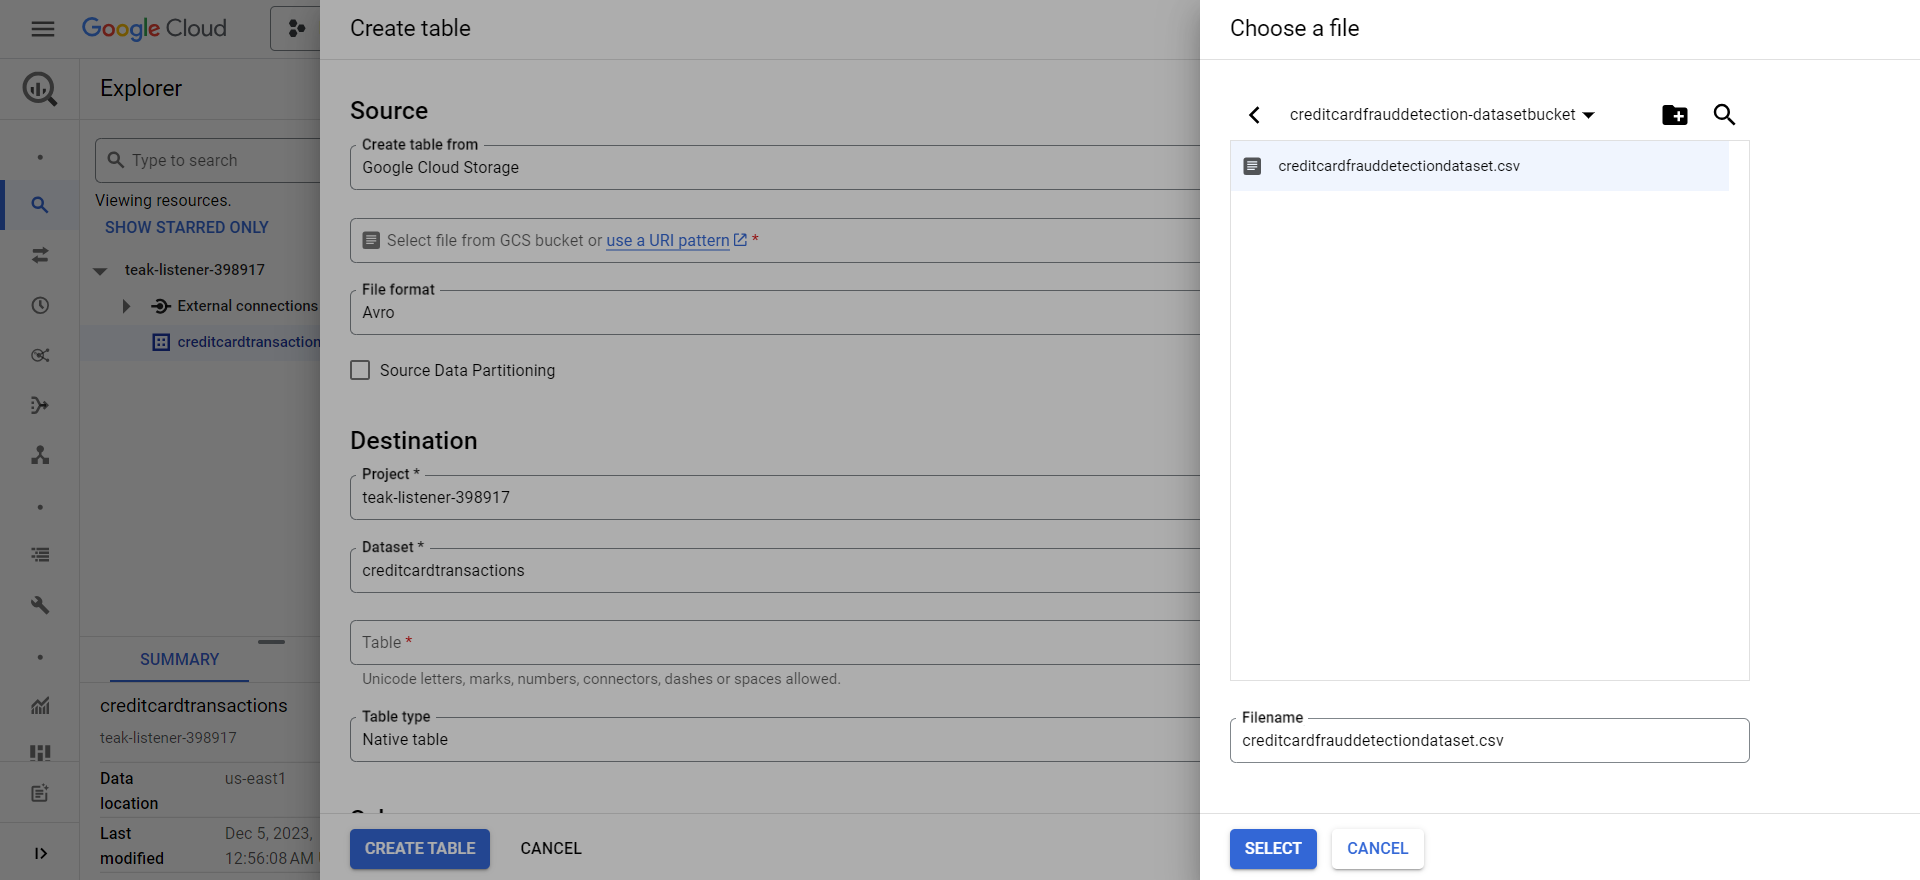 Google Cloud
Explorer
Type to search
Viewing resources.
SHOW STARRED ONLY
teak-listener-398917
External connections
creditcardtransaction
SUMMARY
creditcardtransactions
teak-listener-398917
Data location
us-east1
Last modified
Dec 5, 2023,
12:56:08 AM
Create table
Source
Create table from
Google Cloud Storage
Select file from GCS bucket or use a URI pattern *
File format
Avro
Source Data Partitioning
Destination
Project *
teak-listener-398917
Dataset *
creditcardtransactions
Table *
Unicode letters, marks, numbers, connectors, dashes or spaces allowed.
Table type
Native table
CREATE TABLE
CANCEL
Choose a file
creditcardfrauddetection-datasetbucket
creditcardfrauddetectiondataset.csv
Filename
creditcardfrauddetectiondataset.csv
SELECT
CANCEL